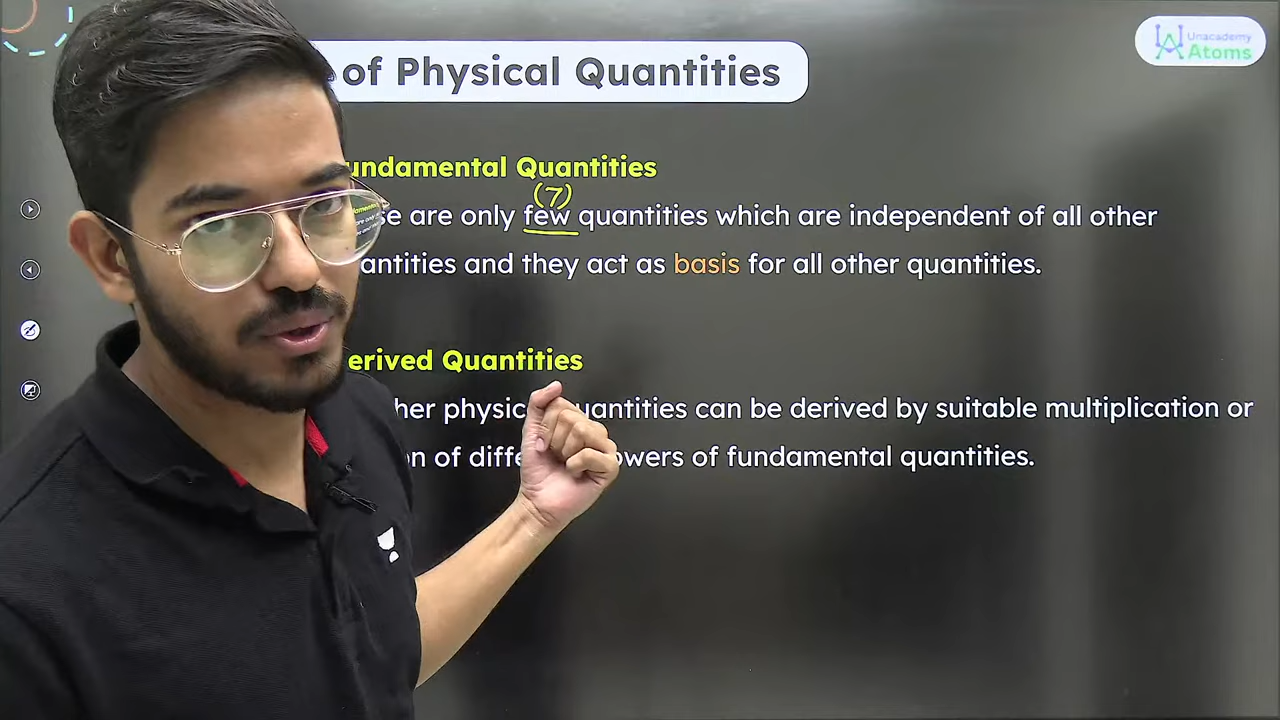 of Physical Quantities
Unacademy
Atoms
undamental Quantities
(7)
se are only few quantities which are independent of all other
antities and they act as basis for all other quantities.
erived Quantities
her physic uantities can be derived by suitable multiplication or
on of diffe owers of fundamental quantities.